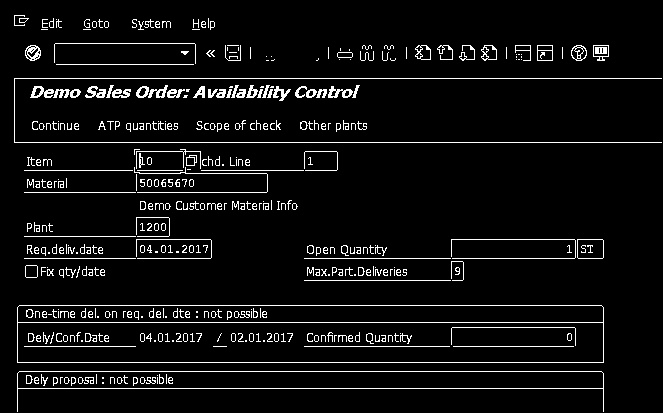 Edit Goto System Help
Demo Sales Order: Availability Control
Continue ATP quantities Scope of check Other plants
Item 10 chd. Line 1
Material 50065670
Demo Customer Material Info
Plant 1200
Req.deliv.date 04.01.2017 Open Quantity 1 ST
Fix qty/date Max.Part.Deliveries 9
One-time del. on req. del. dte : not possible
Dely/Conf.Date 04.01.2017 / 02.01.2017 Confirmed Quantity 0
Dely proposal : not possible